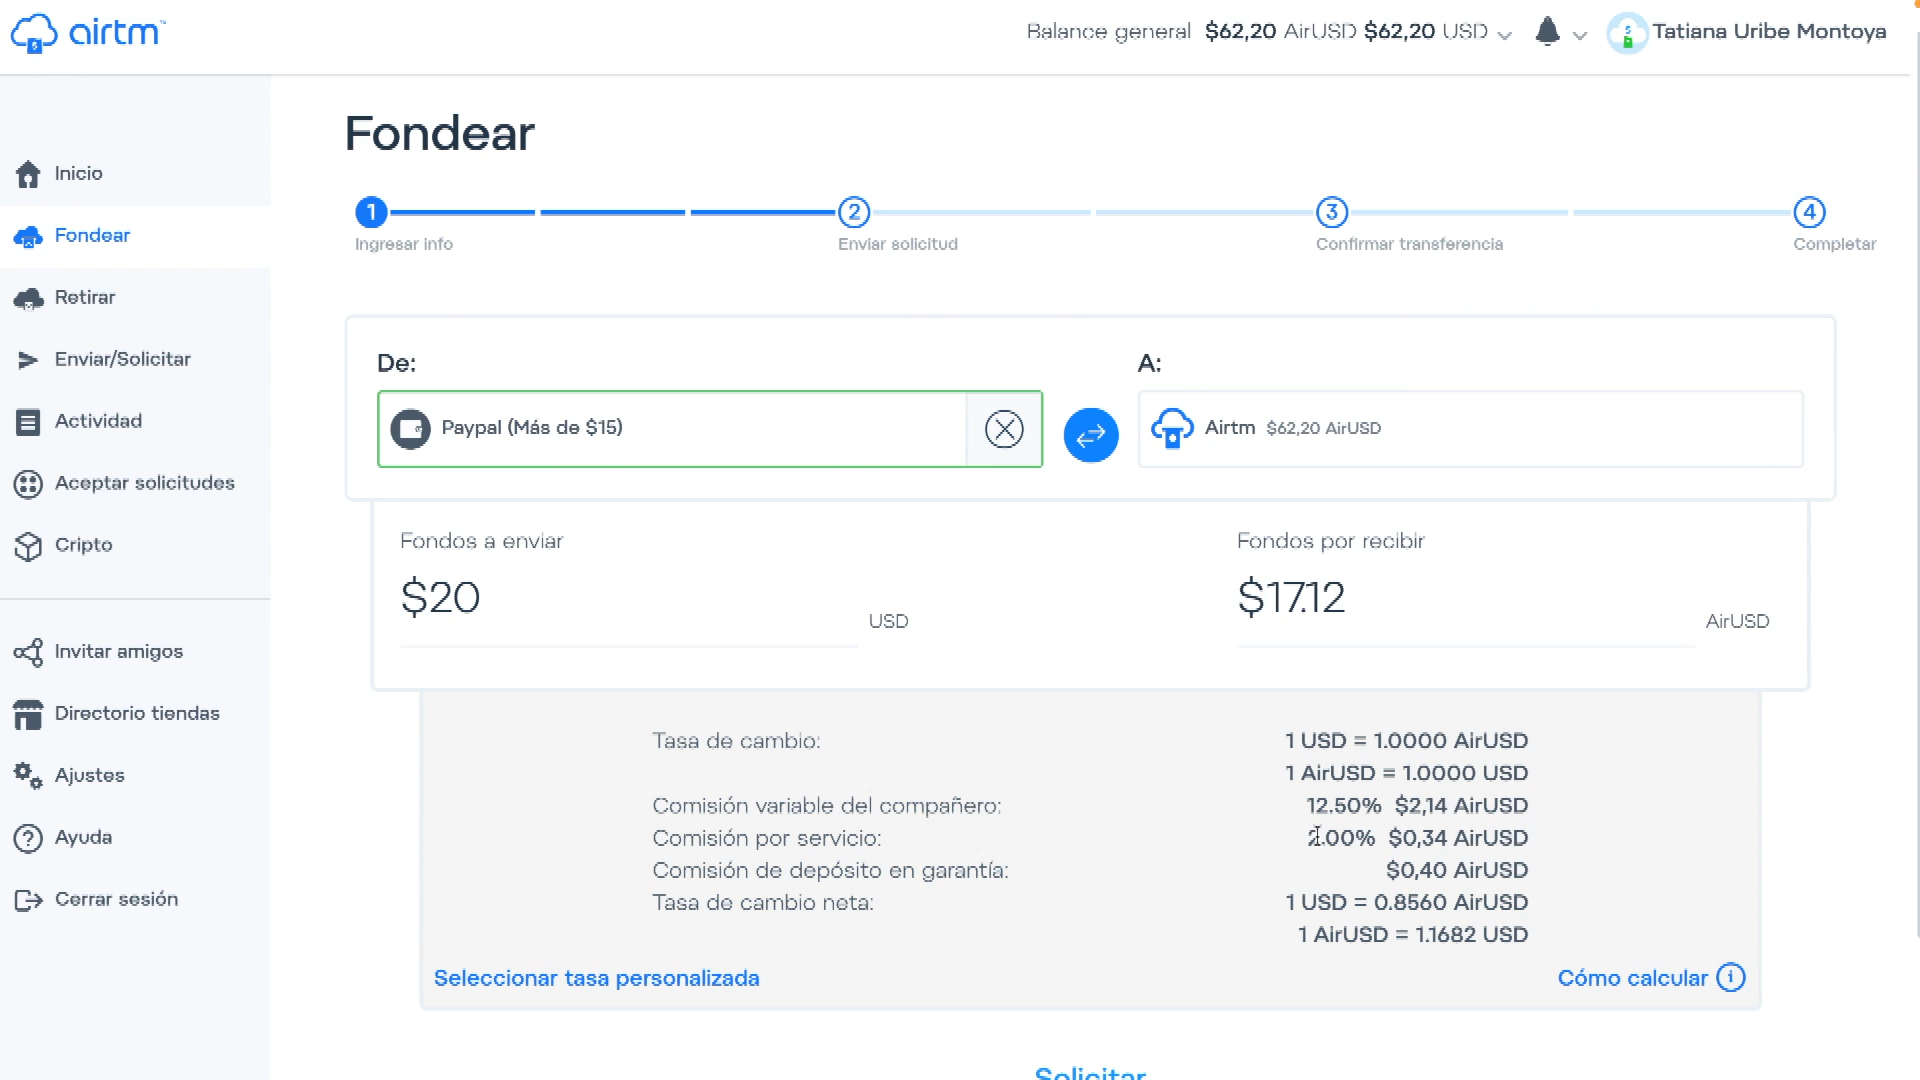 airtm™
Balance general $62,20 AirUSD $62,20 USD
Tatiana Uribe Montoya
Inicio
Fondear
Retirar
Enviar/Solicitar
Actividad
Aceptar solicitudes
Cripto
Invitar amigos
Directorio tiendas
Ajustes
Ayuda
Cerrar sesión
Fondear
1 2 3 4
Ingresar info Enviar solicitud Confirmar transferencia Completar
De: A:
Paypal (Más de $15) Airtm $62,20 AirUSD
Fondos a enviar Fondos por recibir
$20 USD $17.12 AirUSD
Tasa de cambio: 1 USD = 1.0000 AirUSD
1 AirUSD = 1.0000 USD
Comisión variable del compañero: 12.50% $2,14 AirUSD
Comisión por servicio: 2.00% $0,34 AirUSD
Comisión de depósito en garantía: $0,40 AirUSD
Tasa de cambio neta: 1 USD = 0.8560 AirUSD
1 AirUSD = 1.1682 USD
Seleccionar tasa personalizada Cómo calcular
Solicitar